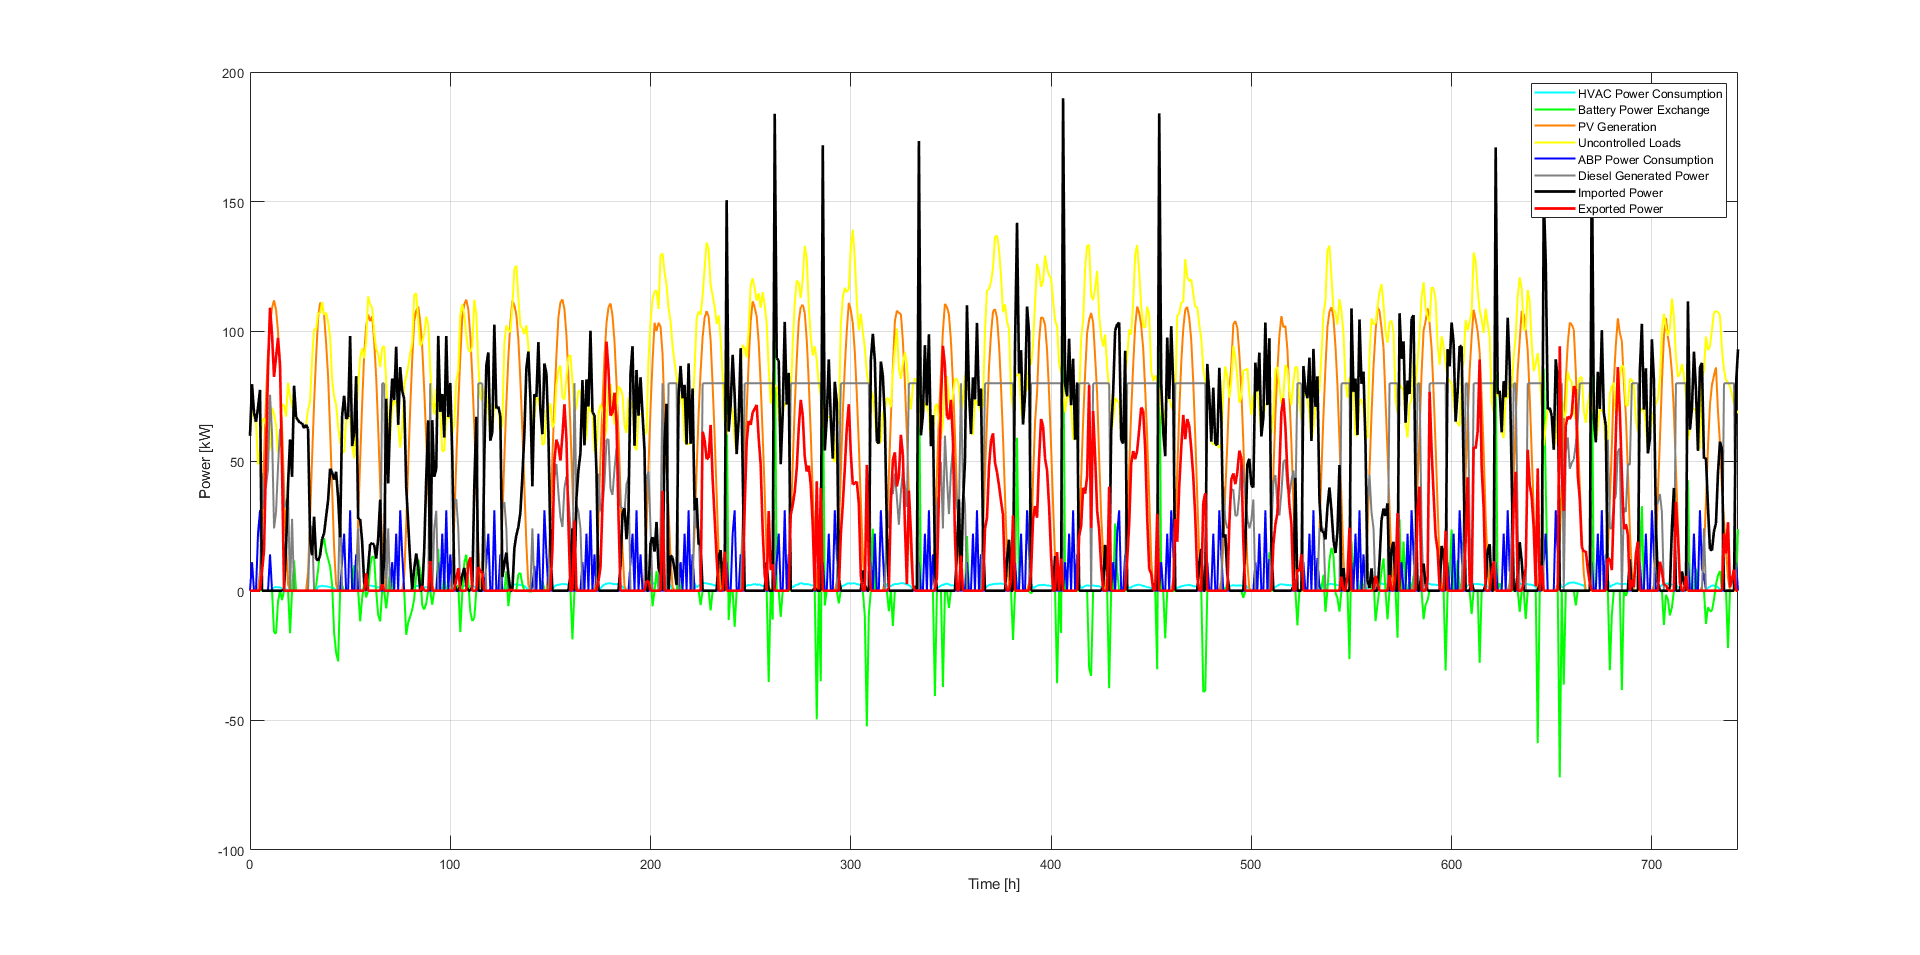 200
150
100
50
0
-50
-100
Power [kW]
HVAC Power Consumption
Battery Power Exchange
PV Generation
Uncontrolled Loads
ABP Power Consumption
Diesel Generated Power
Imported Power
Exported Power
0 100 200 300 400 500 600 700
Time [h]